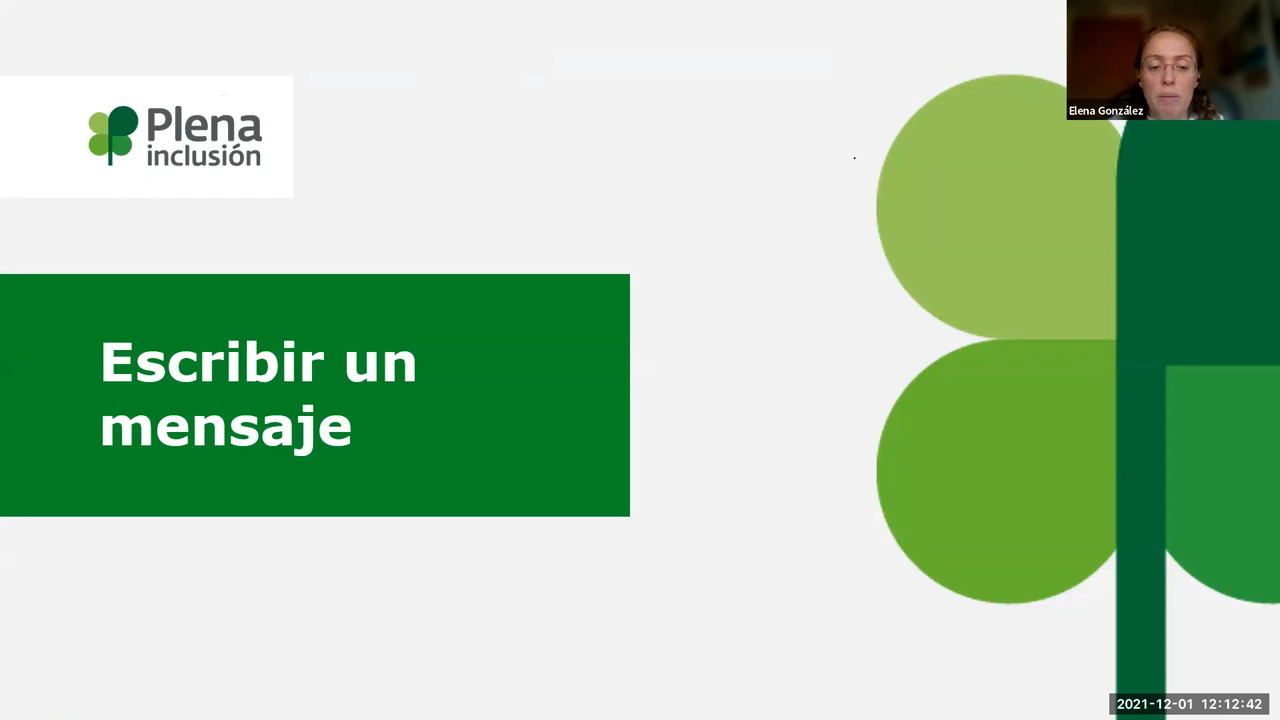 Plena
inclusión
Elena González
Escribir un
mensaje
2021-12-01 12:12:42